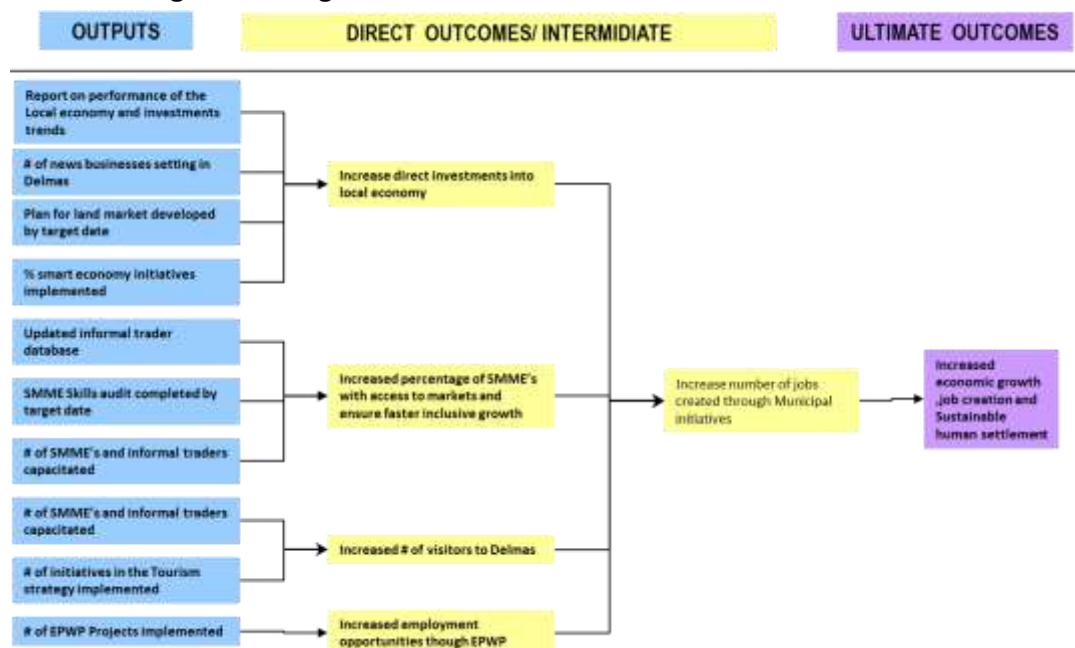 OUTPUTS
DIRECT OUTCOMES/ INTERMIDIATE
ULTIMATE OUTCOMES
Report on performance of the
Local economy and investments
trends
# of news businesses setting in
Delmas
Plan for land market developed
by target date
% smart economy initiatives
implemented
Updated informal trader
database
SMME Skills audit completed by
target date
# of SMME's and informal traders
capacitated
# of SMME's and informal traders
capacitated
# of initiatives in the Tourism
strategy implemented
# of EPWP Projects Implemented
Increase direct investments into
local economy
Increased percentage of SMME's
with access to markets and
ensure faster inclusive growth
Increased # of visitors to Delmas
Increased employment
opportunities though EPWP
Increase number of jobs
created through Municipal
initiatives
Increased
economic growth
,job creation and
Sustainable
human settlement